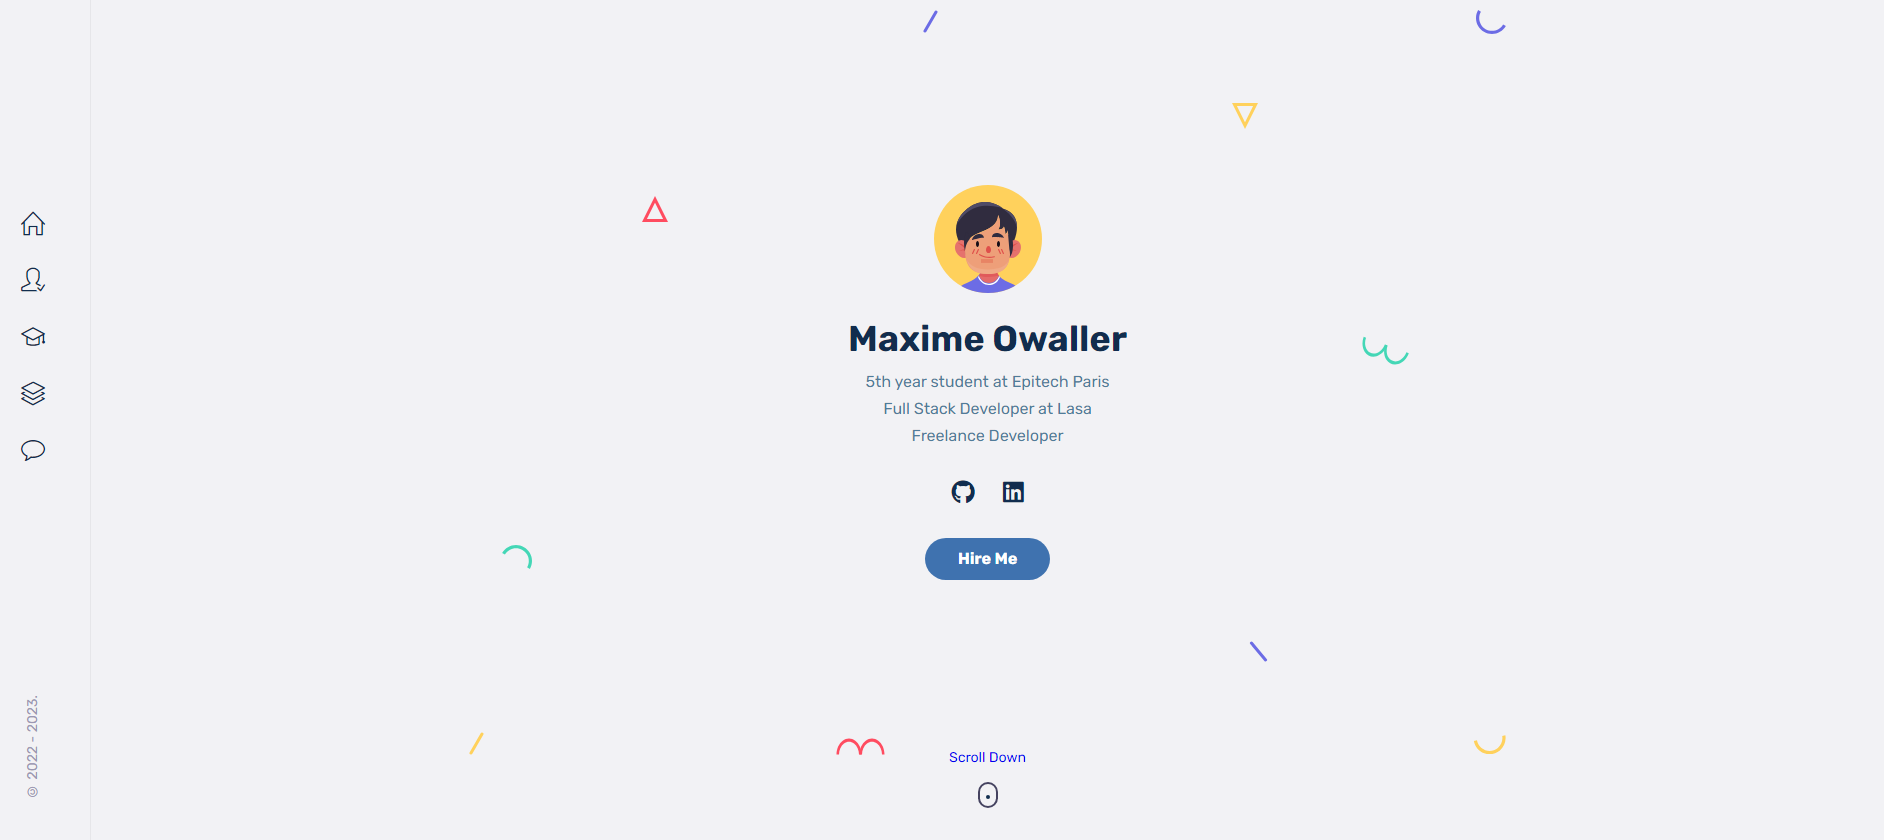 Maxime Owaller
5th year student at Epitech Paris
Full Stack Developer at Lasa
Freelance Developer
Hire Me
Scroll Down
© 2022 - 2023.